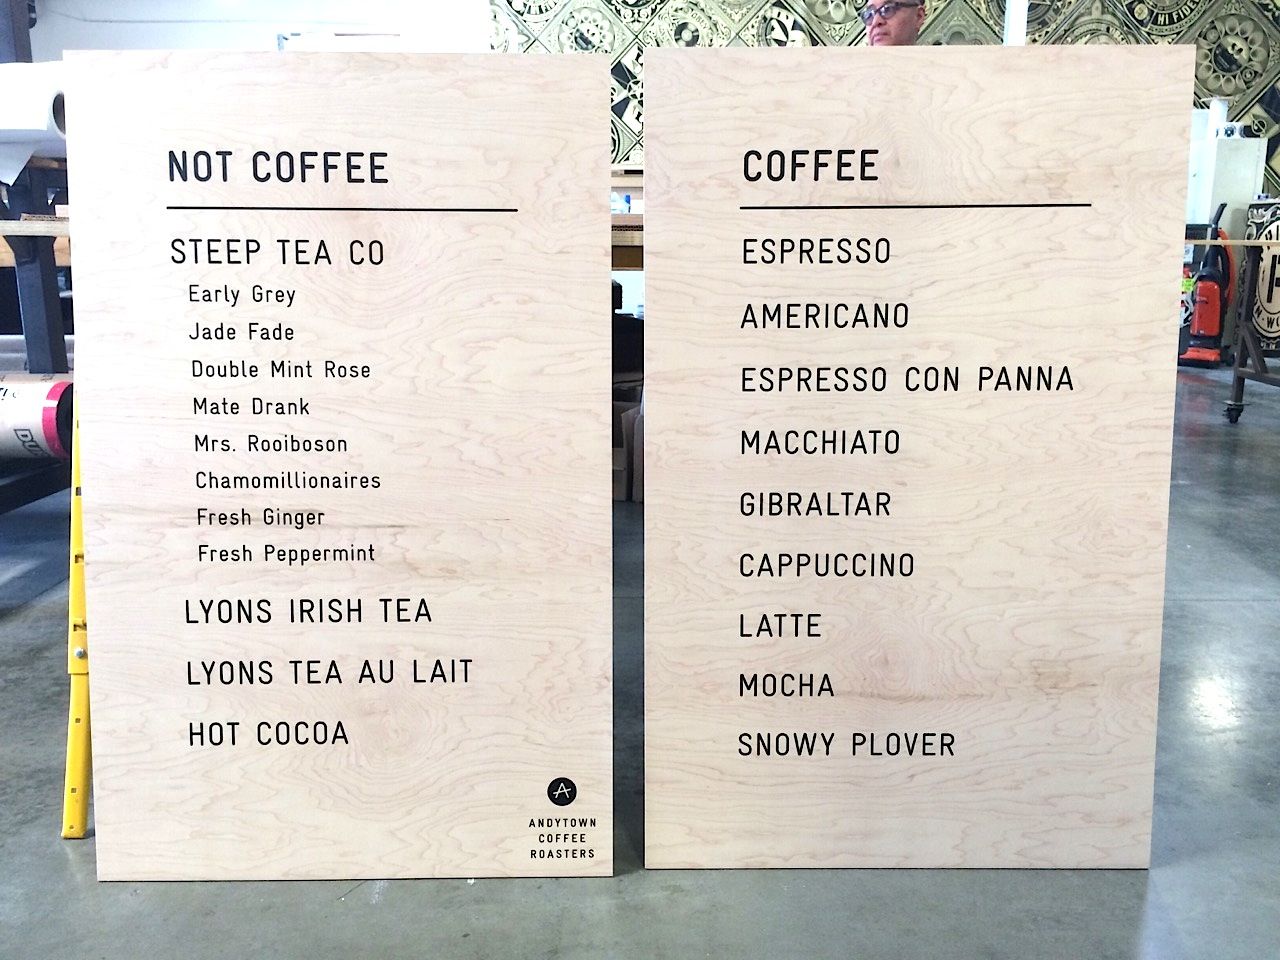 NOT COFFEE
STEEP TEA CO
Early Grey
Jade Fade
Double Mint Rose
Mate Drank
Mrs. Rooiboson
Chamomillionaires
Fresh Ginger
Fresh Peppermint
LYONS IRISH TEA
LYONS TEA AU LAIT
HOT COCOA
A
ANDYTOWN
COFFEE
ROASTERS
COFFEE
ESPRESSO
AMERICANO
ESPRESSO CON PANNA
MACCHIATO
GIBRALTAR
CAPPUCCINO
LATTE
MOCHA
SNOWY PLOVER
HI FIDE